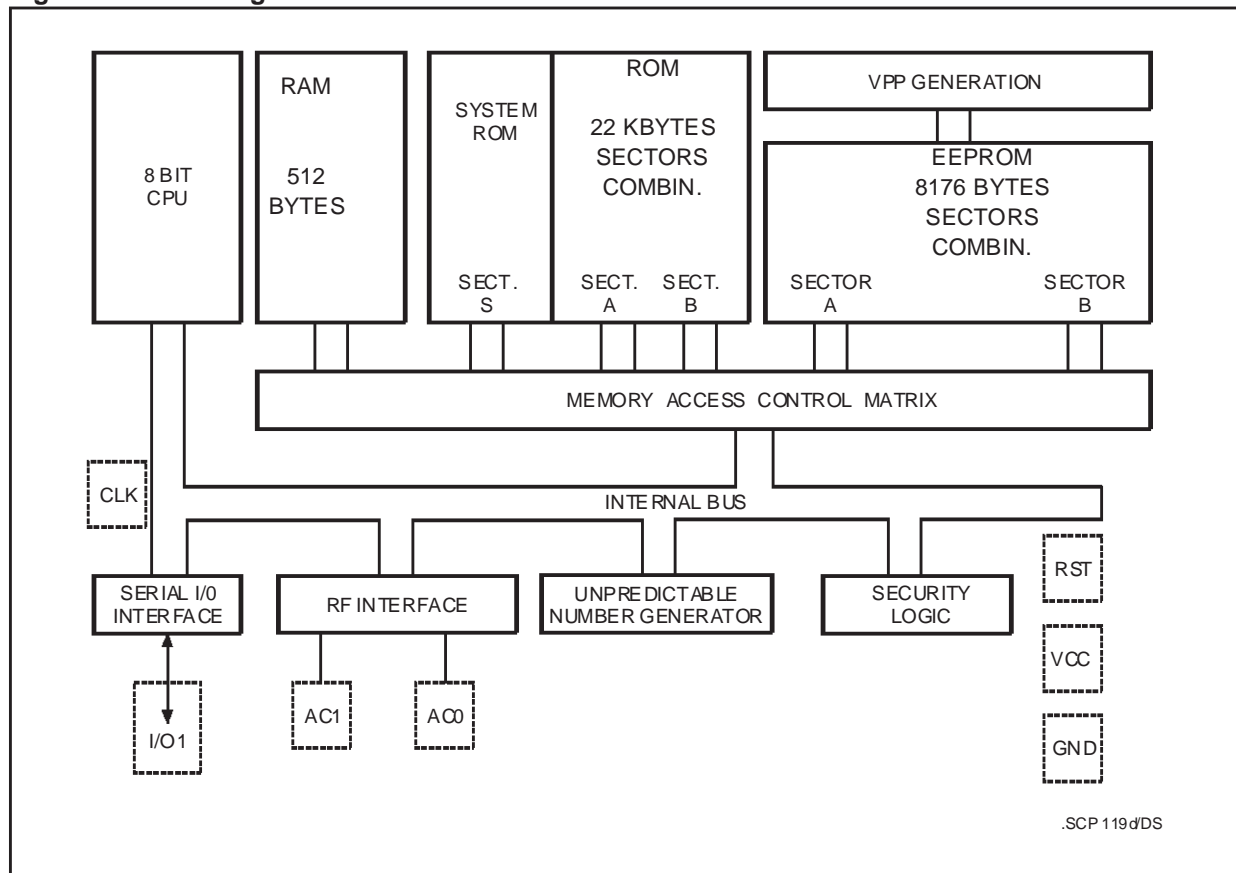 8 BIT
CPU
RAM
512
BYTES
SYSTEM
ROM
SECT.
S
ROM
22 KBYTES
SECTORS
COMBIN.
SECT.
A
SECT.
B
VPP GENERATION
EEPROM
8176 BYTES
SECTORS
COMBIN.
SECTOR
A
SECTOR
B
MEMORY ACCESS CONTROL MATRIX
CLK
INTERNAL BUS
SERIAL I/0
INTERFACE
RF INTERFACE
UNPREDICTABLE
NUMBER GENERATOR
SECURITY
LOGIC
RST
VCC
GND
I/O1
AC1
AC0
.SCP 119d/DS